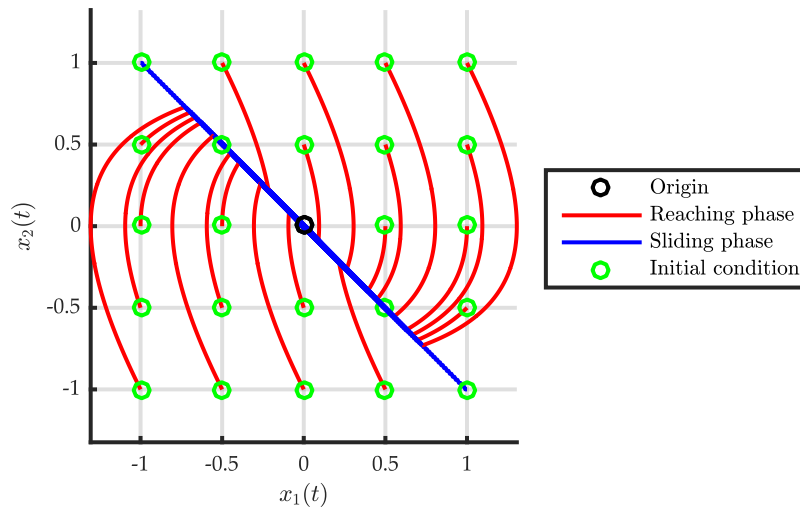 1
0.5
0
-0.5
-1
x₂(t)
-1 -0.5 0 0.5 1
x₁(t)
Origin
Reaching phase
Sliding phase
Initial condition